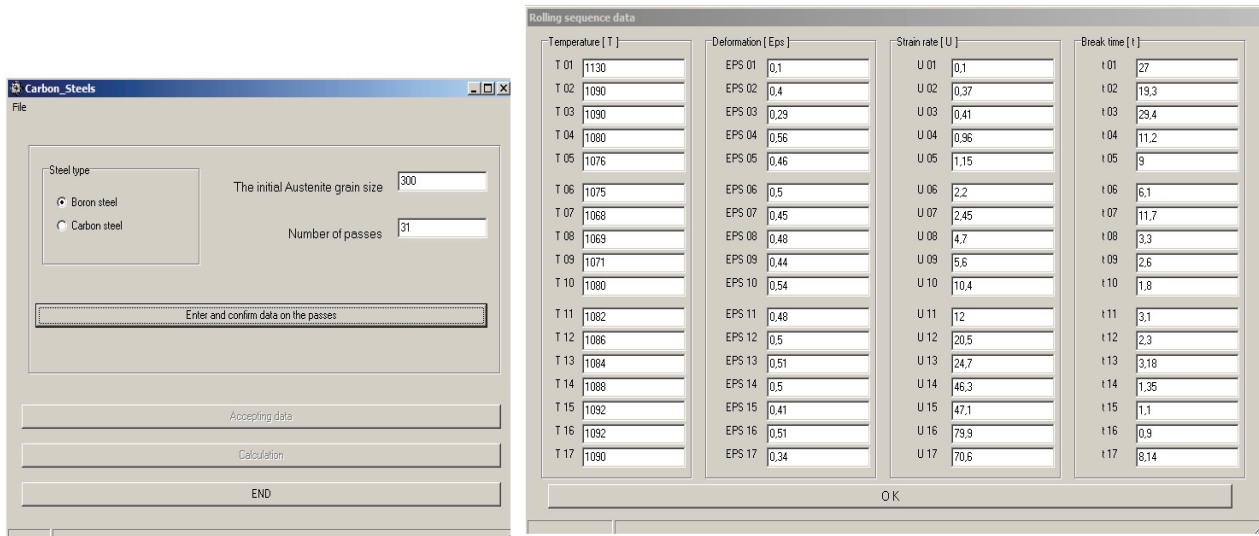 Carbon_Steels
File
Steel type
Boron steel
Carbon steel
The initial Austenite grain size 300
Number of passes 31
Enter and confirm data on the passes
Accepting data
Calculation
END
Rolling sequence data
Temperature [ T ] Deformation [ Eps ] Strain rate [ U ] Break time [ t ]
T 01 1130 EPS 01 0,1 U 01 0,1 t 01 27
T 02 1090 EPS 02 0,4 U 02 0,37 t 02 19,3
T 03 1090 EPS 03 0,29 U 03 0,41 t 03 29,4
T 04 1080 EPS 04 0,56 U 04 0,96 t 04 11,2
T 05 1076 EPS 05 0,46 U 05 1,15 t 05 9
T 06 1075 EPS 06 0,5 U 06 2,2 t 06 6,1
T 07 1068 EPS 07 0,45 U 07 2,45 t 07 11,7
T 08 1069 EPS 08 0,48 U 08 4,7 t 08 3,3
T 09 1071 EPS 09 0,44 U 09 5,6 t 09 2,6
T 10 1080 EPS 10 0,54 U 10 10,4 t 10 1,8
T 11 1082 EPS 11 0,48 U 11 12 t 11 3,1
T 12 1086 EPS 12 0,5 U 12 20,5 t 12 2,3
T 13 1084 EPS 13 0,51 U 13 24,7 t 13 3,18
T 14 1088 EPS 14 0,5 U 14 46,3 t 14 1,35
T 15 1092 EPS 15 0,41 U 15 47,1 t 15 1,1
T 16 1092 EPS 16 0,51 U 16 79,9 t 16 0,9
T 17 1090 EPS 17 0,34 U 17 70,6 t 17 8,14
OK